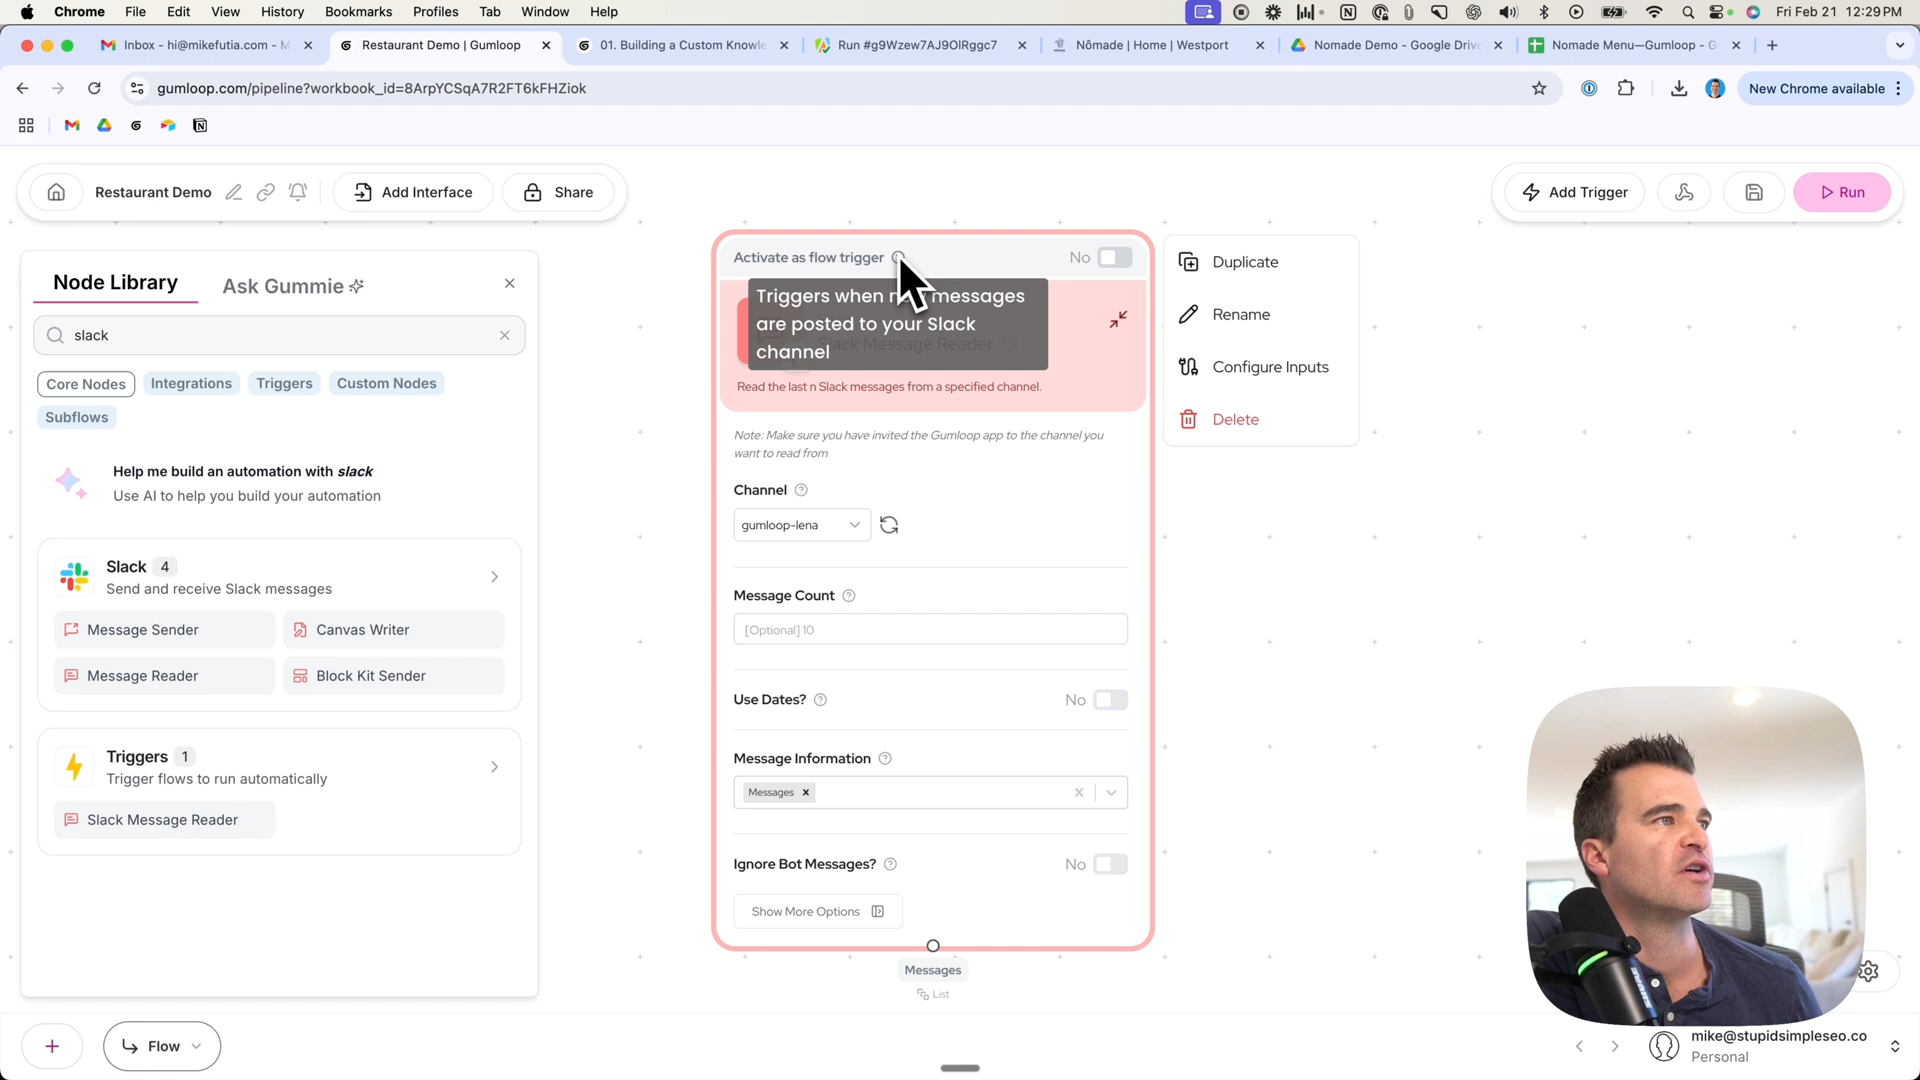 Chrome File Edit View History Bookmarks Profiles Tab Window Help
Fri Feb 21 12:29 PM
Inbox - hi@mikefutia.com - M
Restaurant Demo | Gumloop
01. Building a Custom Knowle
Run #g9Wzew7AJ9OlRggc7
Nômade | Home | Westport
Nomade Demo - Google Drive
Nomade Menu—Gumloop - G
gumloop.com/pipeline?workbook_id=8ArpYCSqA7R2FT6kFHZiok
New Chrome available
Restaurant Demo
Add Interface
Share
Add Trigger
Run
Node Library
Ask Gummie
slack
Core Nodes
Integrations
Triggers
Custom Nodes
Subflows
Help me build an automation with slack
Use AI to help you build your automation
Slack 4
Send and receive Slack messages
Message Sender
Canvas Writer
Message Reader
Block Kit Sender
Triggers 1
Trigger flows to run automatically
Slack Message Reader
Activate as flow trigger
No
Triggers when messages
are posted to your Slack
channel
Slack Message Reader
Read the last n Slack messages from a specified channel.
Note: Make sure you have invited the Gumloop app to the channel you
want to read from
Channel
gumloop-lena
Message Count
[Optional] 10
Use Dates?
No
Message Information
Messages
Ignore Bot Messages?
No
Show More Options
Messages
List
Duplicate
Rename
Configure Inputs
Delete
Flow
mike@stupidsimpleseo.co
Personal